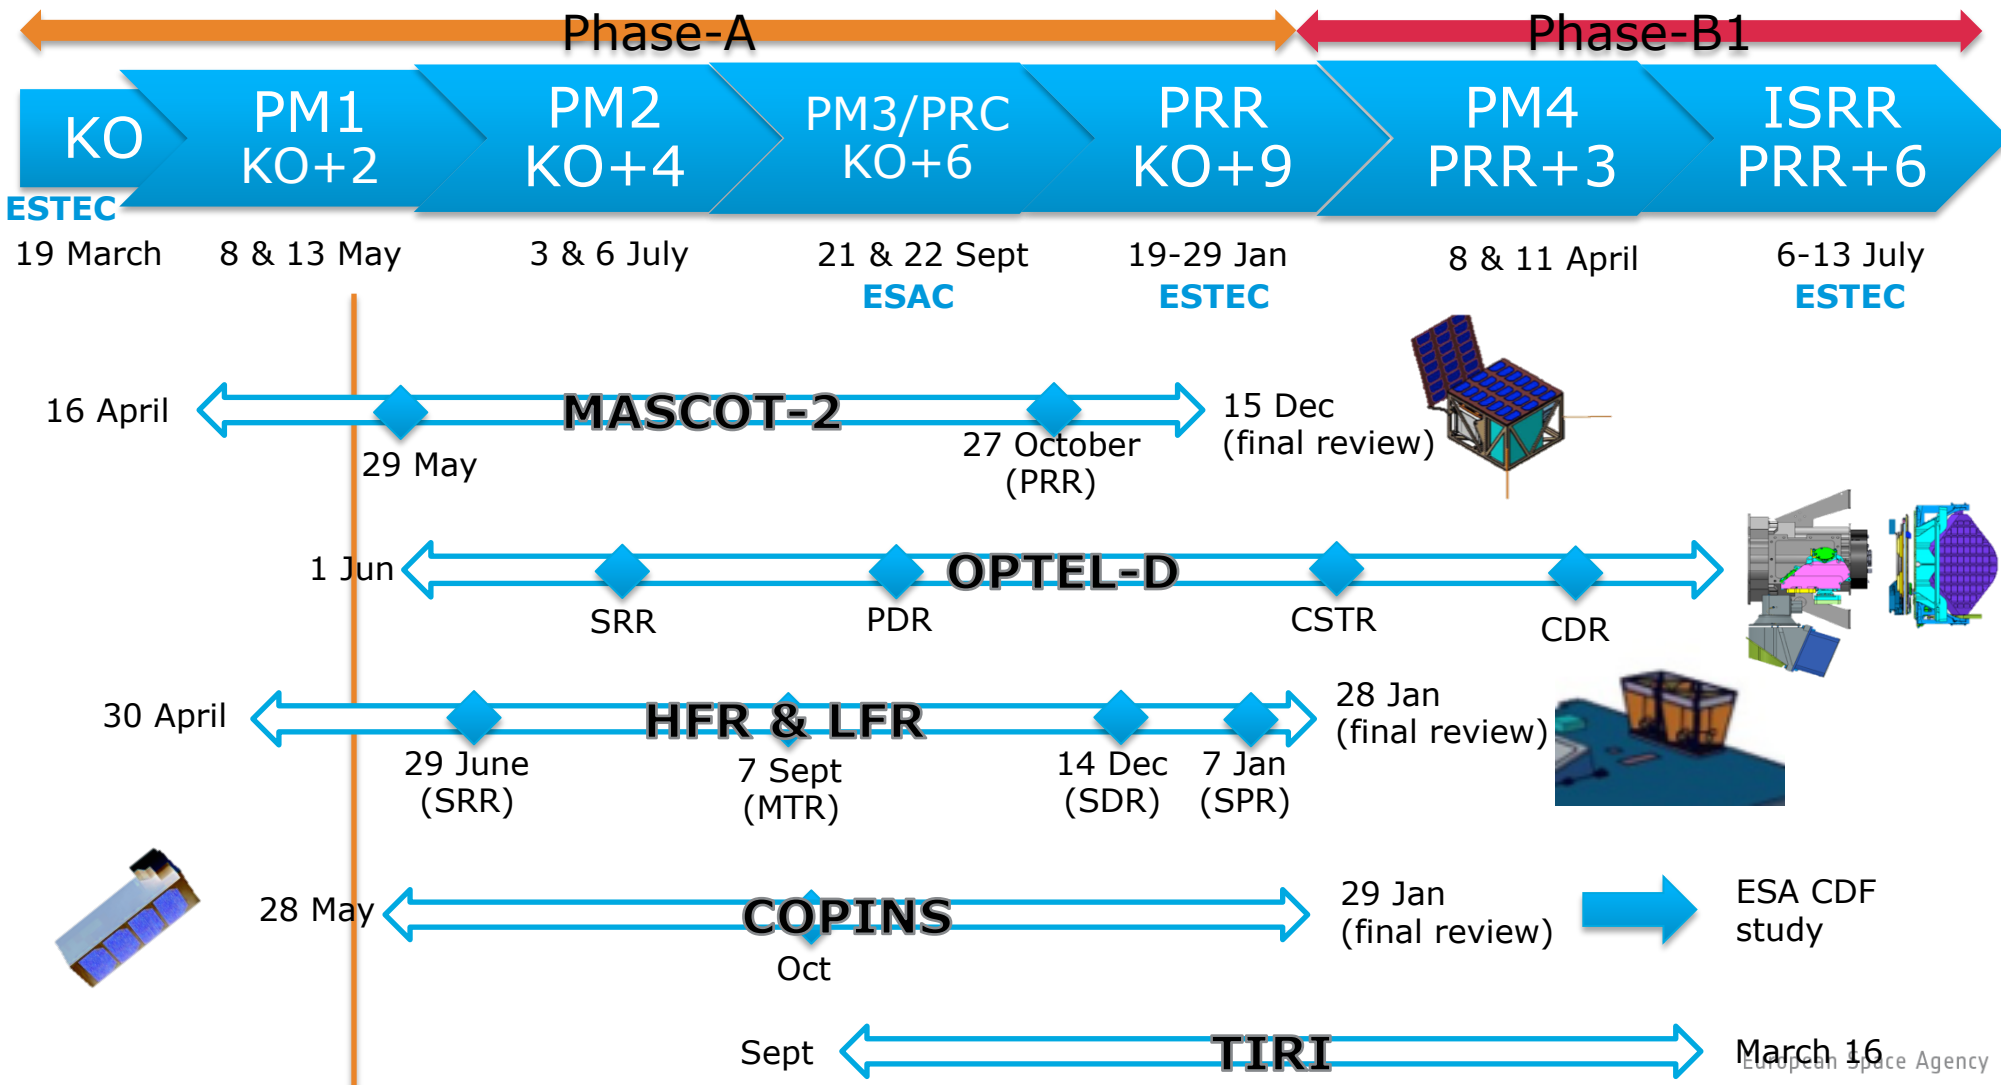 Phase-A
Phase-B1
KO
PM1
KO+2
PM2
KO+4
PM3/PRC
KO+6
PRR
KO+9
PM4
PRR+3
ISRR
PRR+6
ESTEC
19 March
8 & 13 May
3 & 6 July
21 & 22 Sept
ESAC
19-29 Jan
ESTEC
8 & 11 April
6-13 July
ESTEC
16 April
MASCOT-2
29 May
27 October
(PRR)
15 Dec
(final review)
1 Jun
OPTEL-D
SRR
PDR
CSTR
CDR
30 April
HFR & LFR
29 June
(SRR)
7 Sept
(MTR)
14 Dec
(SDR)
7 Jan
(SPR)
28 Jan
(final review)
28 May
COPINS
Oct
29 Jan
(final review)
ESA CDF
study
Sept
TIRI
March 16
European Space Agency